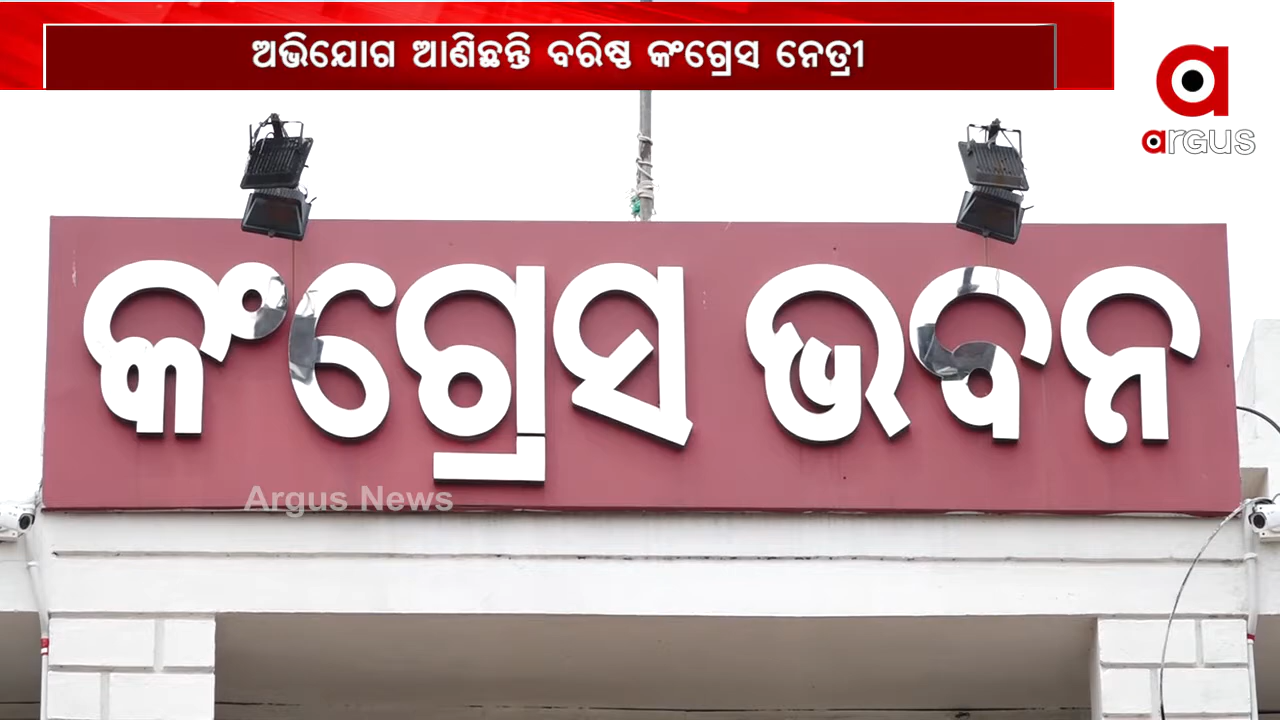 ଅଭିଯୋଗ ଆଣିଛନ୍ତି ବରିଷ୍ଠ କଂଗ୍ରେସ ନେତ୍ରୀ
a
argus
କଂଗ୍ରେସ ଭବନ
Argus News